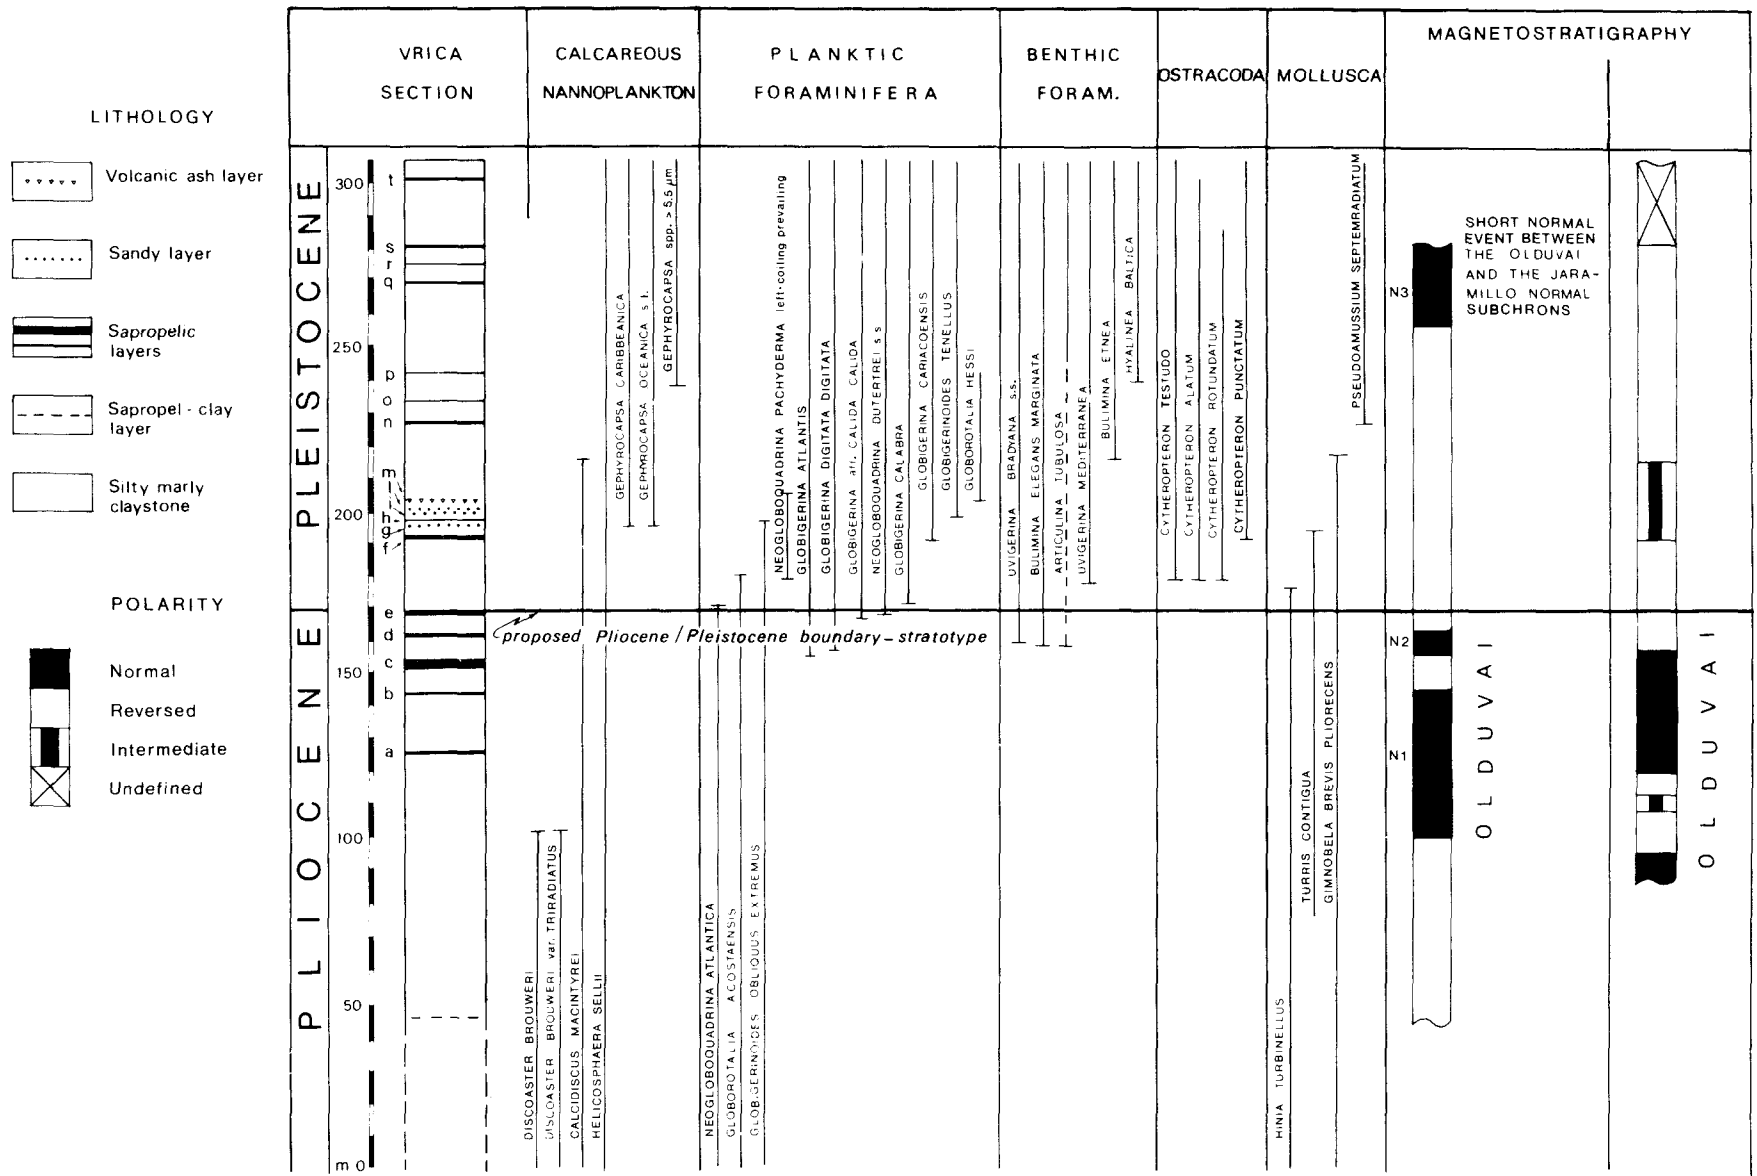 VRICA
SECTION
CALCAREOUS
NANNOPLANKTON
PLANKTIC
FORAMINIFERA
BENTHIC
FORAM.
OSTRACODA
MOLLUSCA
MAGNETOSTRATIGRAPHY
LITHOLOGY
Volcanic ash layer
Sandy layer
Sapropelic
layers
Sapropel - clay
layer
Silty marly
claystone
POLARITY
Normal
Reversed
Intermediate
Undefined
PLEISTOCENE
PLIOCENE
300
250
200
150
100
50
m 0
t
s
r
q
p
o
n
m
l
i
h
g
f
e
d
c
b
a
proposed Pliocene / Pleistocene boundary - stratotype
DISCOASTER BROUWERI
DISCOASTER BROUWERI var. TRIRADIATUS
CALCIDISCUS MACINTYREI
HELICOSPHAERA SELLII
GEPHYROCAPSA CARIBBEANICA
GEPHYROCAPSA OCEANICA s.l.
GEPHYROCAPSA spp. > 5,5 µm
NEOGLOBOQUADRINA ATLANTICA
GLOBOROTALIA ACOSTAENSIS
GLOBIGERINOIDES OBLIQUUS EXTREMUS
NEOGLOBOQUADRINA PACHYDERMA left-coiling prevailing
GLOBIGERINA ATLANTIS
GLOBIGERINA DIGITATA DIGITATA
GLOBIGERINA aff. CALIDA CALIDA
NEOGLOBOQUADRINA DUTERTREI s.s
GLOBIGERINA CALABRA
GLOBIGERINA CARIACOENSIS
GLOBIGERINOIDES TENELLUS
GLOBOROTALIA HESSI
UVIGERINA BRADYANA s.s.
BULIMINA ELEGANS MARGINATA
ARTICULINA TUBULOSA
UVIGERINA MEDITERRANEA
BULIMINA ETNEA
HYALINEA BALTICA
CYTHEROPTERON TESTUDO
CYTHEROPTERON ALATUM
CYTHEROPTERON ROTUNDATUM
CYTHEROPTERON PUNCTATUM
HINIA TURBINELLUS
TURRIS CONTIGUA
GIMNOBELA BREVIS PLIORECENS
PSEUDOAMUSSIUM SEPTEMRADIATUM
N3
N2
N1
SHORT NORMAL
EVENT BETWEEN
THE OLDUVAI
AND THE JARA-
MILLO NORMAL
SUBCHRONS
OLDUVAI
OLDUVAI